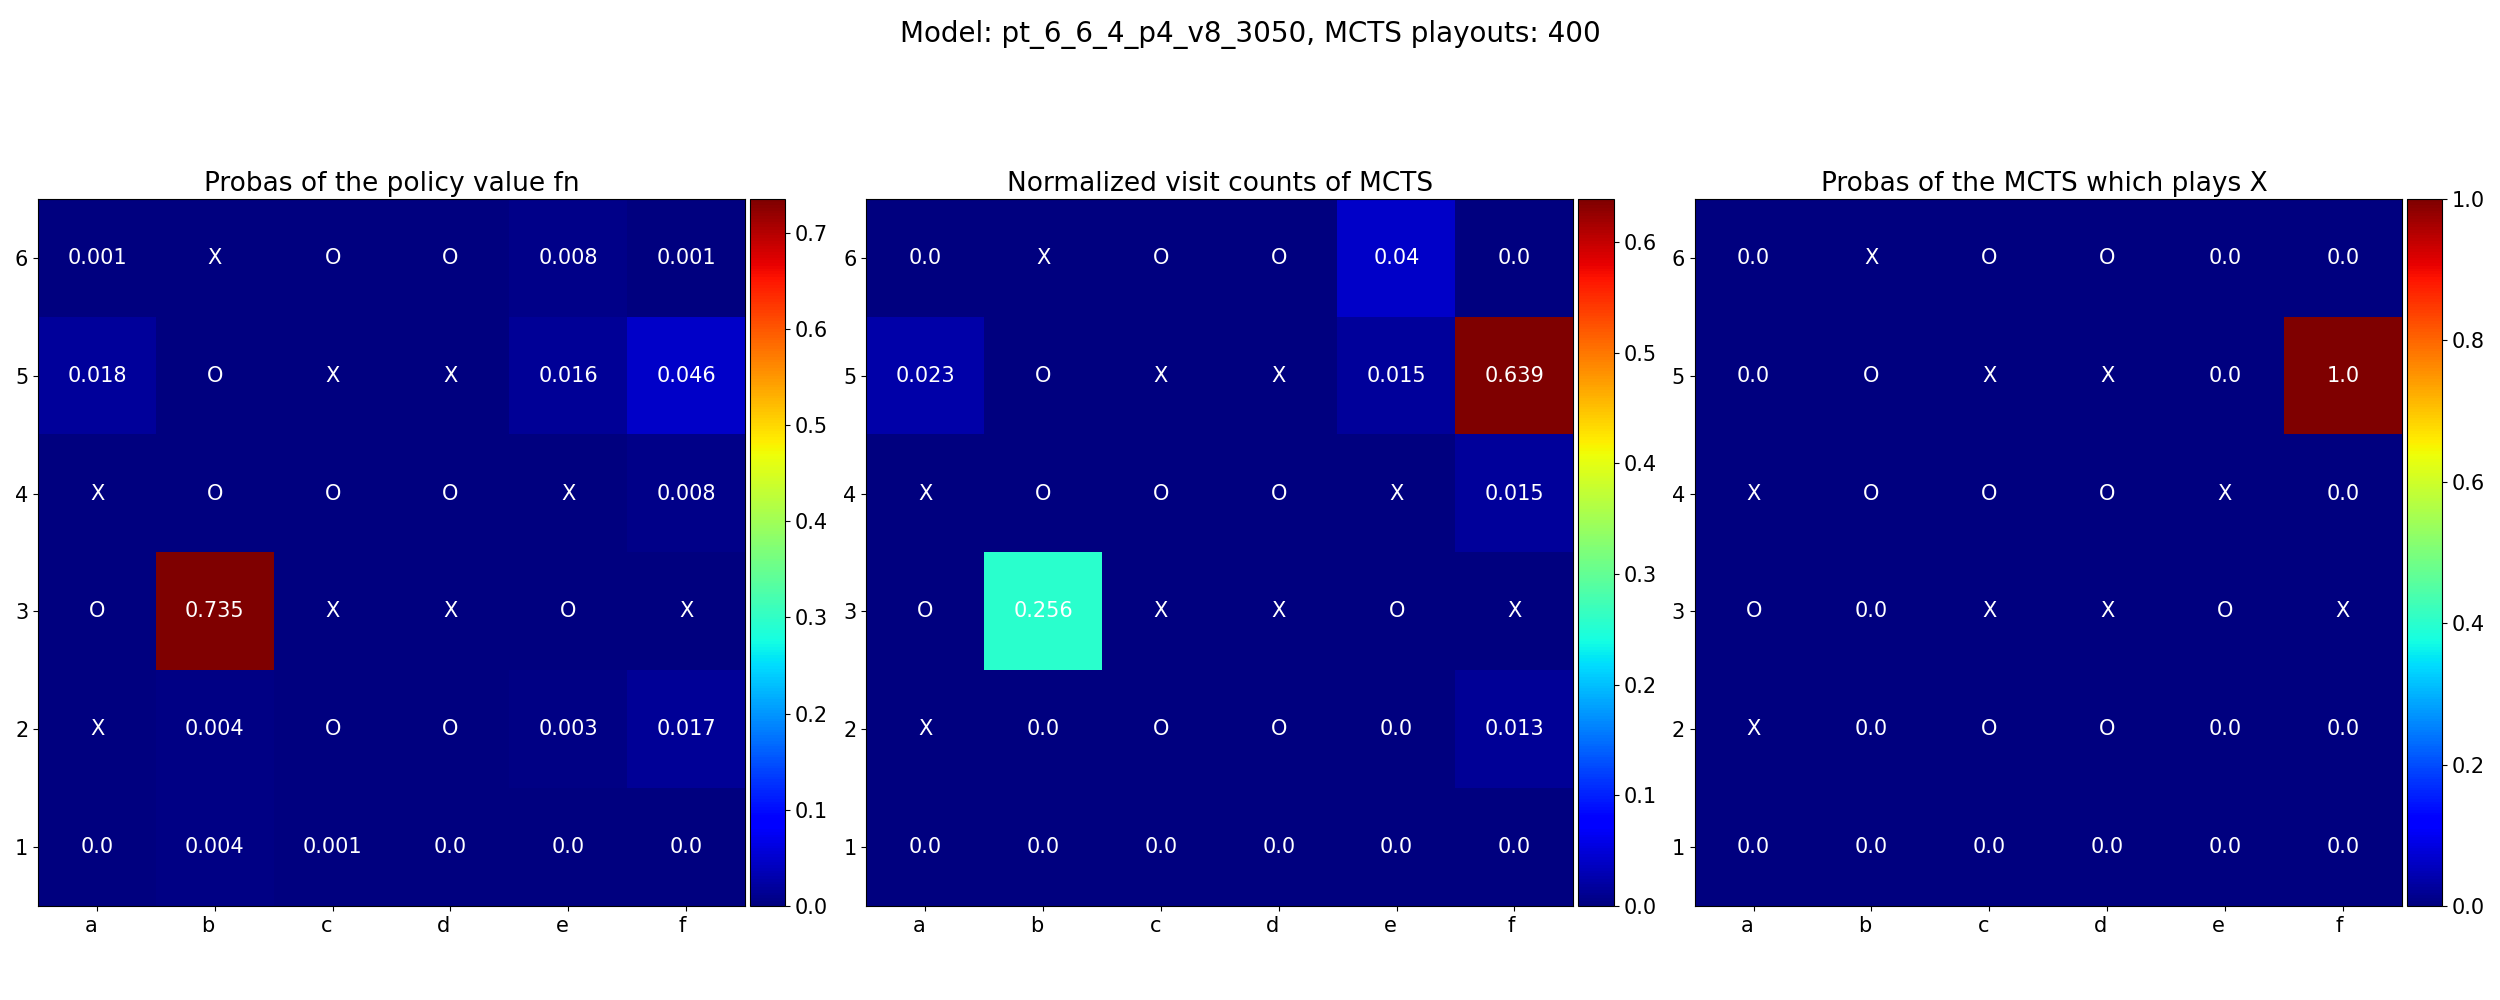 Model: pt_6_6_4_p4_v8_3050, MCTS playouts: 400
Probas of the policy value fn
6 0.001 X O O 0.008 0.001
5 0.018 O X X 0.016 0.046
4 X O O O X 0.008
3 O 0.735 X X O X
2 X 0.004 O O 0.003 0.017
1 0.0 0.004 0.001 0.0 0.0 0.0
a b c d e f
0.7
0.6
0.5
0.4
0.3
0.2
0.1
0.0
Normalized visit counts of MCTS
6 0.0 X O O 0.04 0.0
5 0.023 O X X 0.015 0.639
4 X O O O X 0.015
3 O 0.256 X X O X
2 X 0.0 O O 0.0 0.013
1 0.0 0.0 0.0 0.0 0.0 0.0
a b c d e f
0.6
0.5
0.4
0.3
0.2
0.1
0.0
Probas of the MCTS which plays X
6 0.0 X O O 0.0 0.0
5 0.0 O X X 0.0 1.0
4 X O O O X 0.0
3 O 0.0 X X O X
2 X 0.0 O O 0.0 0.0
1 0.0 0.0 0.0 0.0 0.0 0.0
a b c d e f
1.0
0.8
0.6
0.4
0.2
0.0